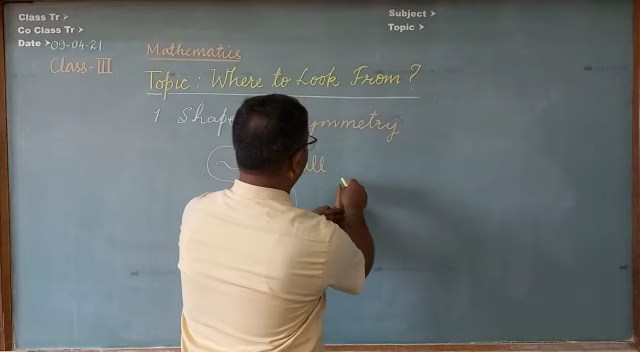 Class Tr >
Co Class Tr >
Date > 09-04-21
Class-III
Subject >
Topic >
Mathematics
Topic : Where to Look From ?
1 Shape ymmetry
all